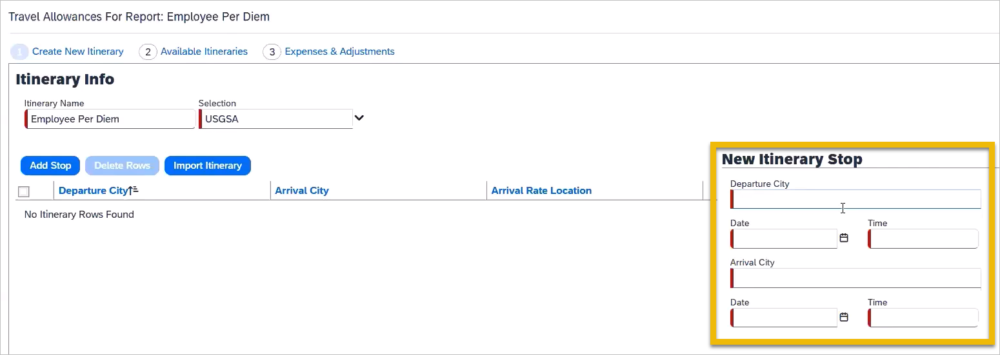 Travel Allowances For Report: Employee Per Diem
1 Create New Itinerary 2 Available Itineraries 3 Expenses & Adjustments
Itinerary Info
Itinerary Name Selection
Employee Per Diem USGSA
Add Stop Delete Rows Import Itinerary
Departure City Arrival City Arrival Rate Location
No Itinerary Rows Found
New Itinerary Stop
Departure City
Date Time
Arrival City
Date Time